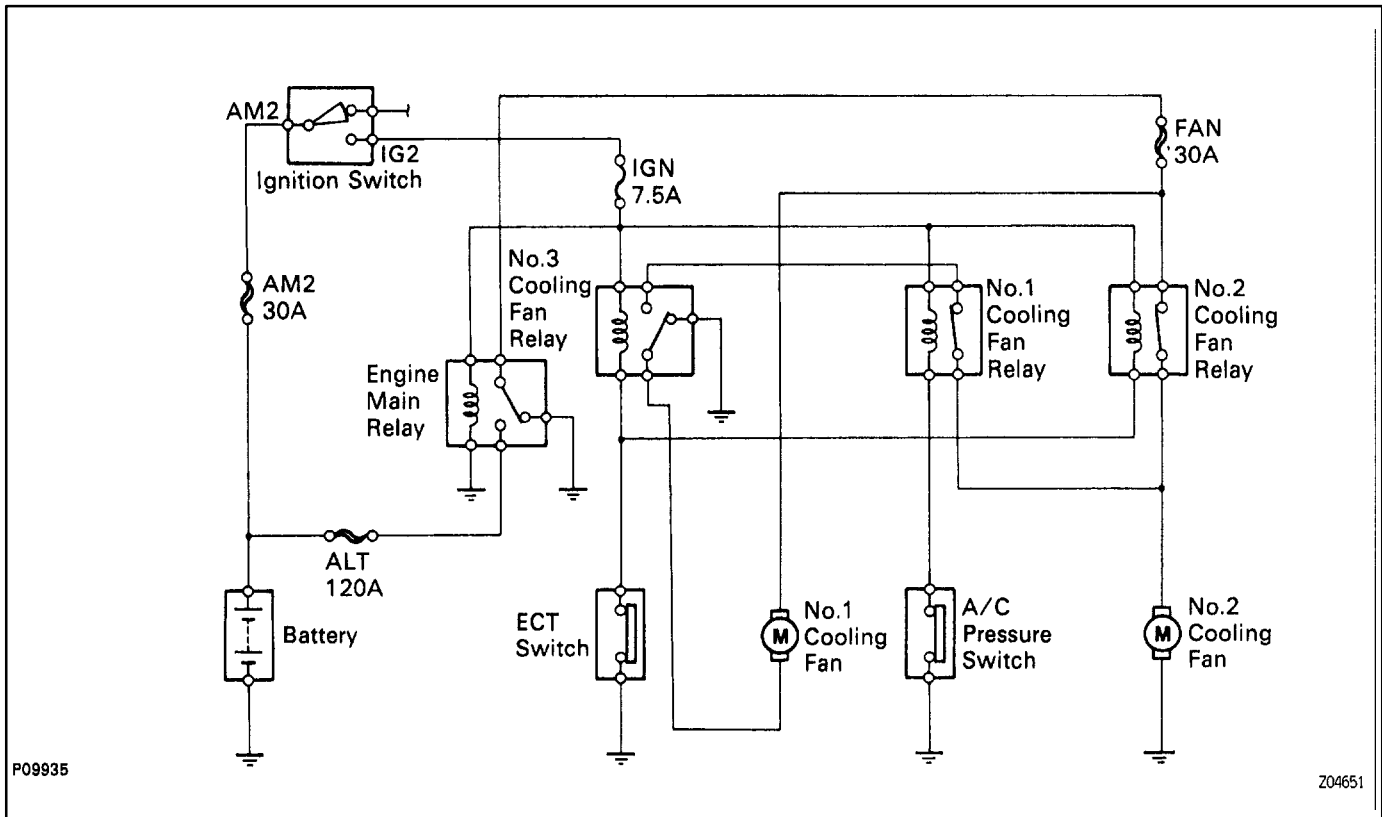 AM2
IG2
Ignition Switch
IGN
7.5A
FAN
30A
AM2
30A
No.3
Cooling
Fan
Relay
No.1
Cooling
Fan
Relay
No.2
Cooling
Fan
Relay
Engine
Main
Relay
ALT
120A
Battery
ECT
Switch
M
No.1
Cooling
Fan
A/C
Pressure
Switch
M
No.2
Cooling
Fan
P09935
Z04651